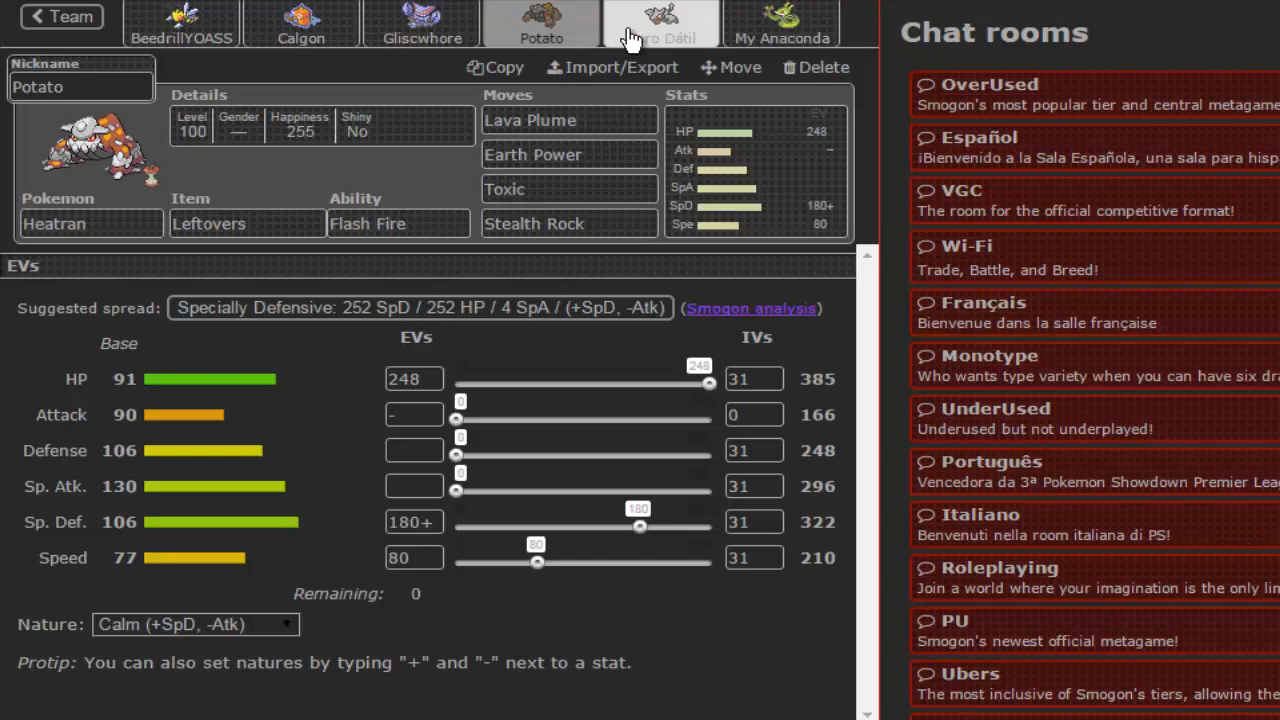 Team
BeedrillYOASS
Calgon
Gliscwhore
Potato
Dátil
My Anaconda
Copy
Import/Export
Move
Delete
Nickname
Potato
Details
Level
100
Gender
—
Happiness
255
Shiny
No
Pokemon
Heatran
Item
Leftovers
Ability
Flash Fire
Moves
Lava Plume
Earth Power
Toxic
Stealth Rock
Stats
EV
HP 248
Atk –
Def
SpA
SpD 180+
Spe 80
EVs
Suggested spread: Specially Defensive: 252 SpD / 252 HP / 4 SpA / (+SpD, -Atk) (Smogon analysis)
Base EVs IVs
HP 91 248 248 31 385
Attack 90 - 0 0 166
Defense 106 0 31 248
Sp. Atk. 130 0 31 296
Sp. Def. 106 180+ 180 31 322
Speed 77 80 80 31 210
Remaining: 0
Nature: Calm (+SpD, -Atk)
Protip: You can also set natures by typing "+" and "-" next to a stat.
Chat rooms
OverUsed
Smogon's most popular tier and central metagame
Español
¡Bienvenido a la Sala Española, una sala para
VGC
The room for the official competitive format!
Wi-Fi
Trade, Battle, and Breed!
Français
Bienvenue dans la salle française
Monotype
Who wants type variety when you can have six
UnderUsed
Underused but not underplayed!
Português
Vencedora da 3ª Pokemon Showdown Premier
Italiano
Benvenuti nella room italiana di PS!
Roleplaying
Join a world where your imagination is the only
PU
Smogon's newest official metagame!
Ubers
The most inclusive of Smogon's tiers, allowing the